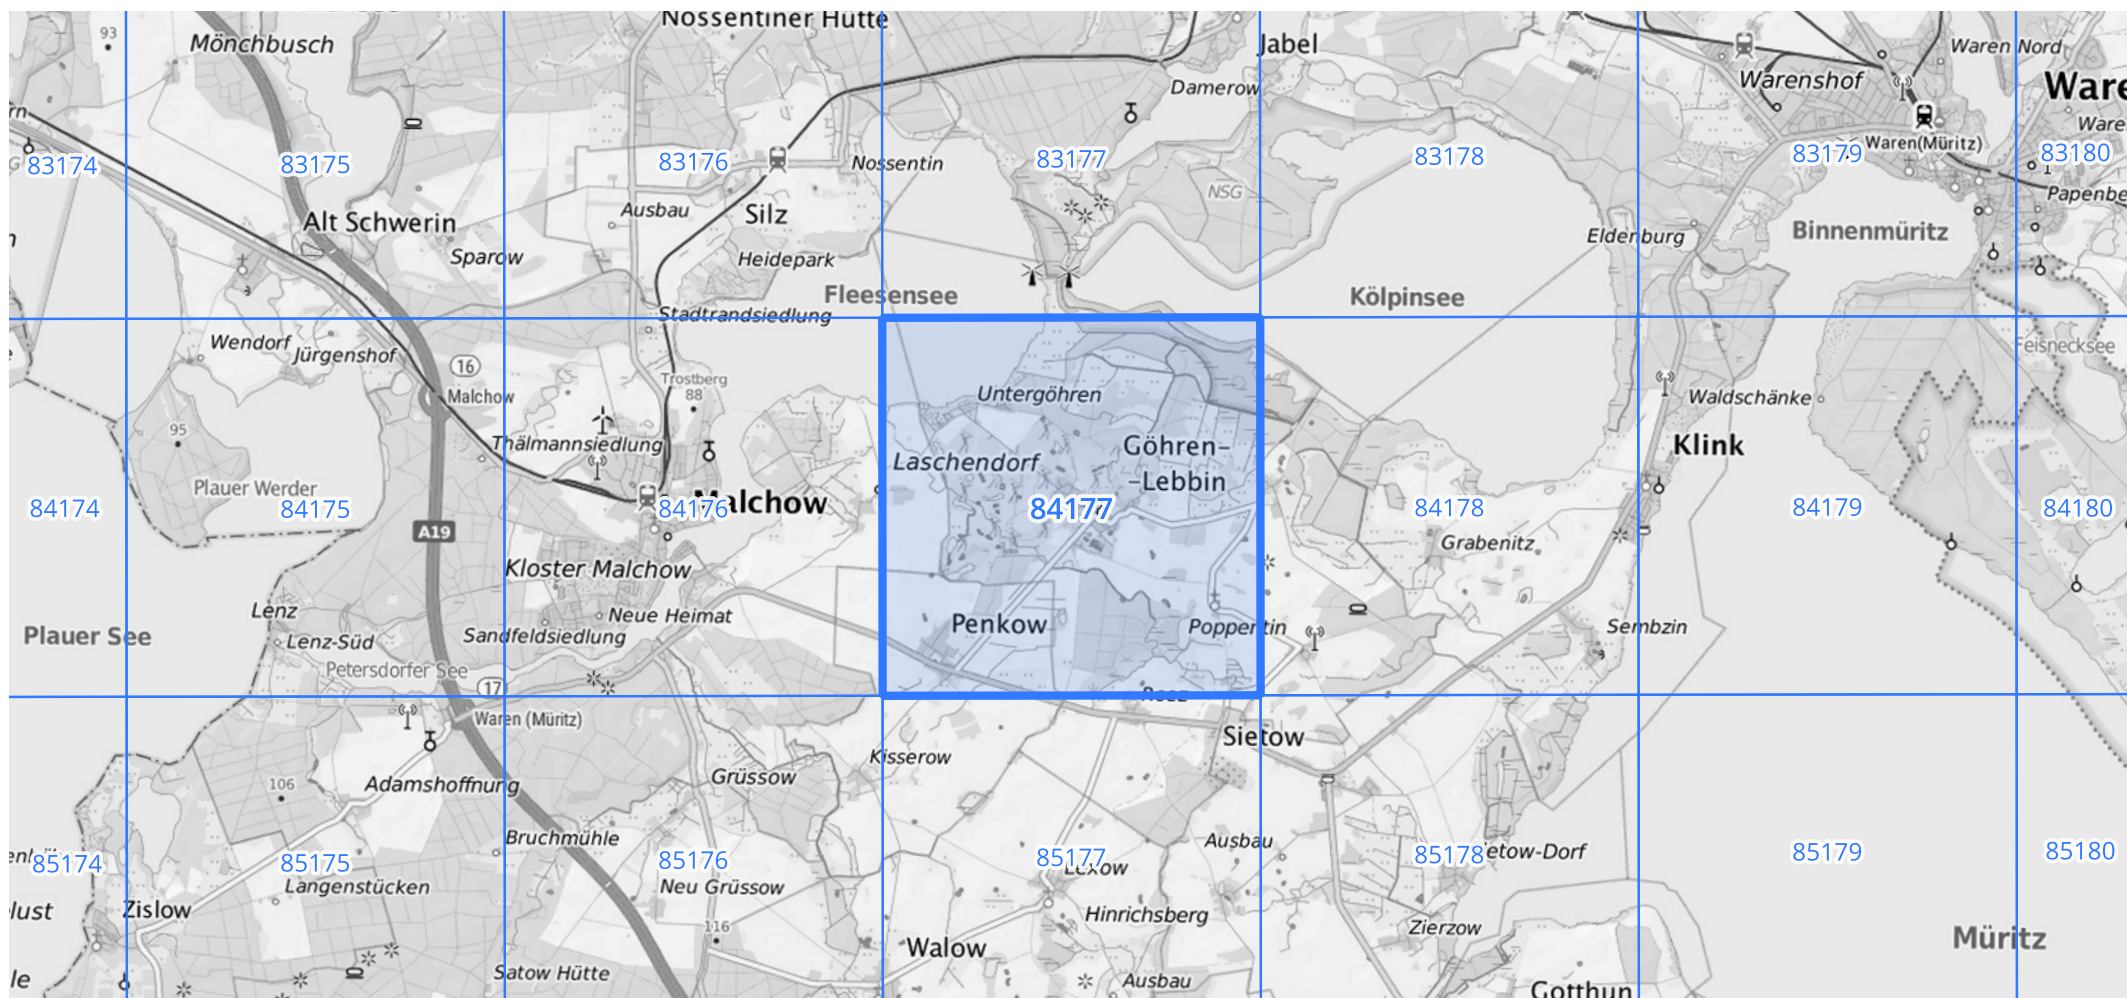 Nossentiner Hütte
93
Mönchbusch
Jabel
Waren Nord
Warenshof
Damerow
83174
83175
83176
Nossentin
83177
83178
83179
Waren(Müritz)
83180
NSG
Papenbe
Ausbau
Silz
Alt Schwerin
Sparow
Heidepark
Eldenburg
Binnenmüritz
Fleesensee
Kölpinsee
Stadtrandsiedlung
Wendorf
Jürgenshof
16
Malchow
Trostberg
88
Untergöhren
Waldschänke
Feisnecksee
95
Thälmannsiedlung
Laschendorf
Göhren-
-Lebbin
Klink
Plauer Werder
84174
84175
84176
Malchow
84177
84178
84179
84180
A19
Grabenitz
Kloster Malchow
Lenz
Neue Heimat
Plauer See
Lenz-Süd
Sandfeldsiedlung
Penkow
Poppentin
Sembzin
Petersdorfer See
17
Waren (Müritz)
Sietow
Kisserow
Grüssow
106
Adamshoffnung
Bruchmühle
Ausbau
85174
85175
85176
85177
Lexow
85178
etow-Dorf
85179
85180
Langenstücken
Neu Grüssow
Zislow
Hinrichsberg
Zierzow
116
Walow
Müritz
Satow Hütte
Ausbau
Gotthun